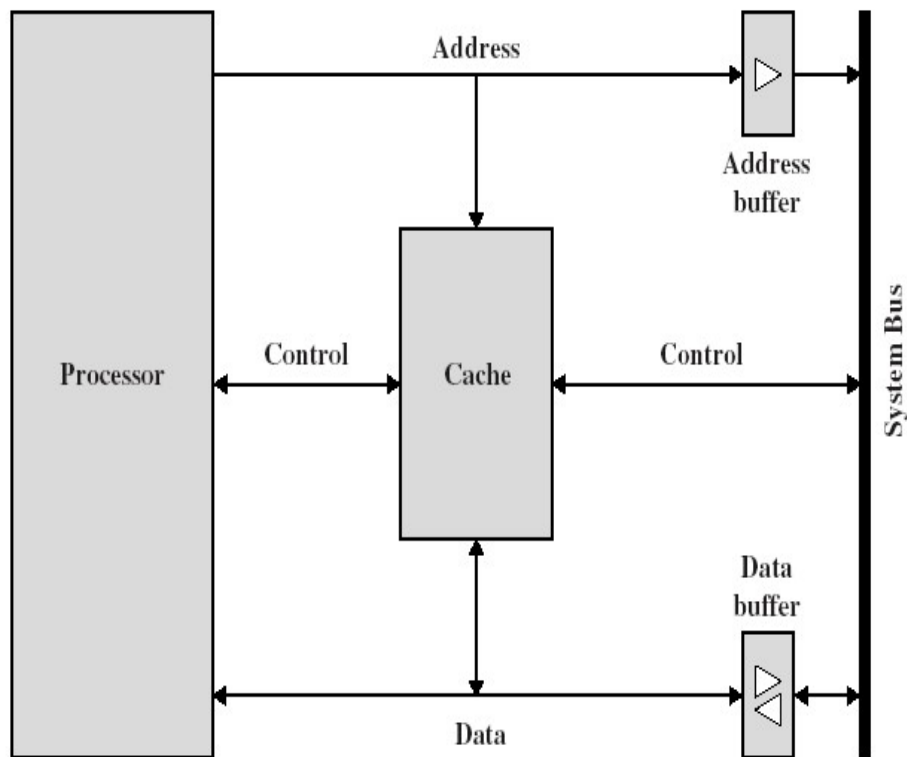 Address
Address
buffer
Processor
Control
Cache
Control
System Bus
Data
buffer
Data